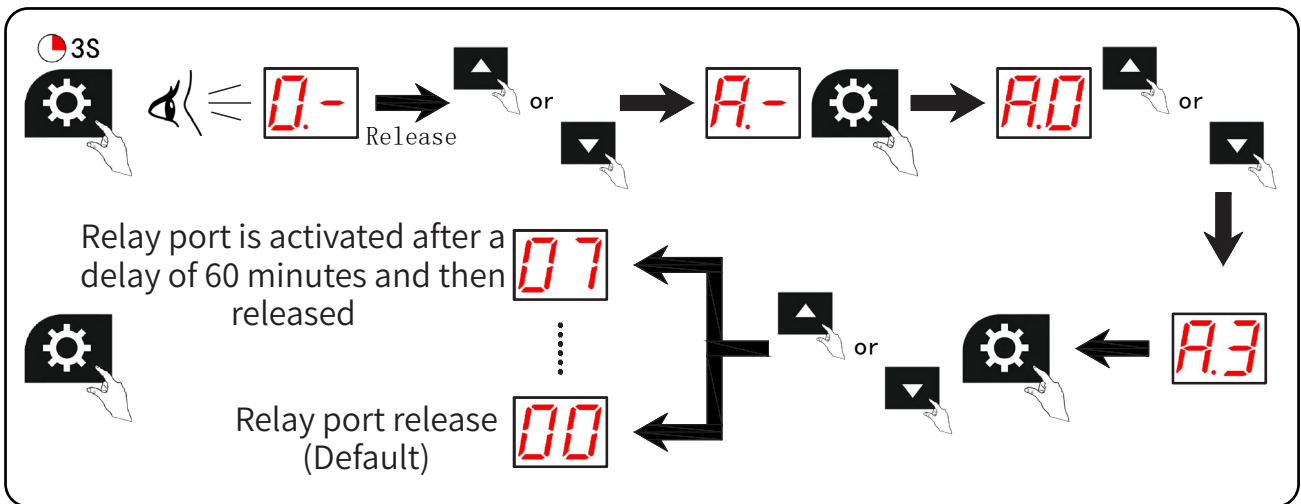 3S
0.-
Release
or
A.-
A.0
or
Relay port is activated after a
delay of 60 minutes and then
released
07
or
A.3
Relay port release
(Default)
00